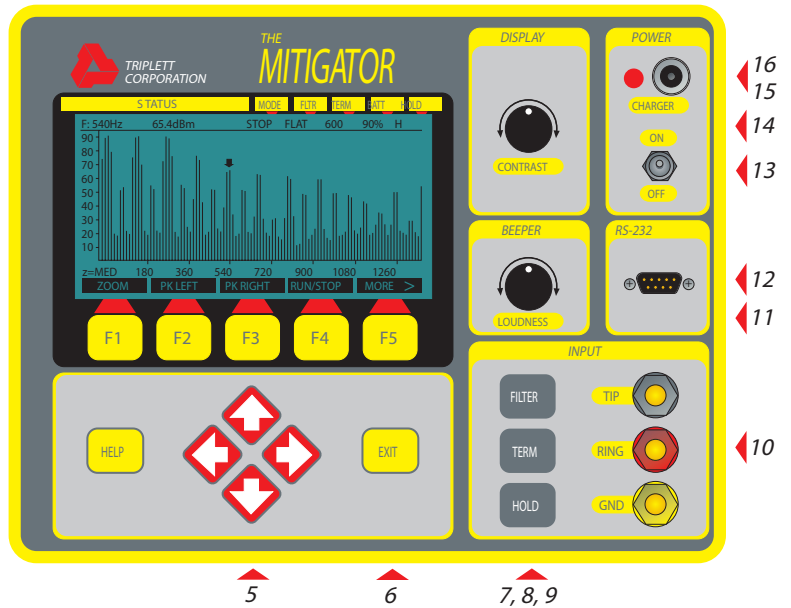 TRIPLETT
CORPORATION
THE
MITIGATOR
STATUS MODE FLTR TERM BATT HOLD
F: 540Hz 65.4dBm STOP FLAT 600 90% H
90
80
70
60
50
40
30
20
10
z=MED 180 360 540 720 900 1080 1260
ZOOM PK LEFT PK RIGHT RUN/STOP MORE >
F1 F2 F3 F4 F5
HELP
EXIT
DISPLAY
CONTRAST
POWER
CHARGER
ON
OFF
BEEPER
LOUDNESS
RS-232
INPUT
FILTER TIP
TERM RING
HOLD GND
16
15
14
13
12
11
10
5 6 7, 8, 9